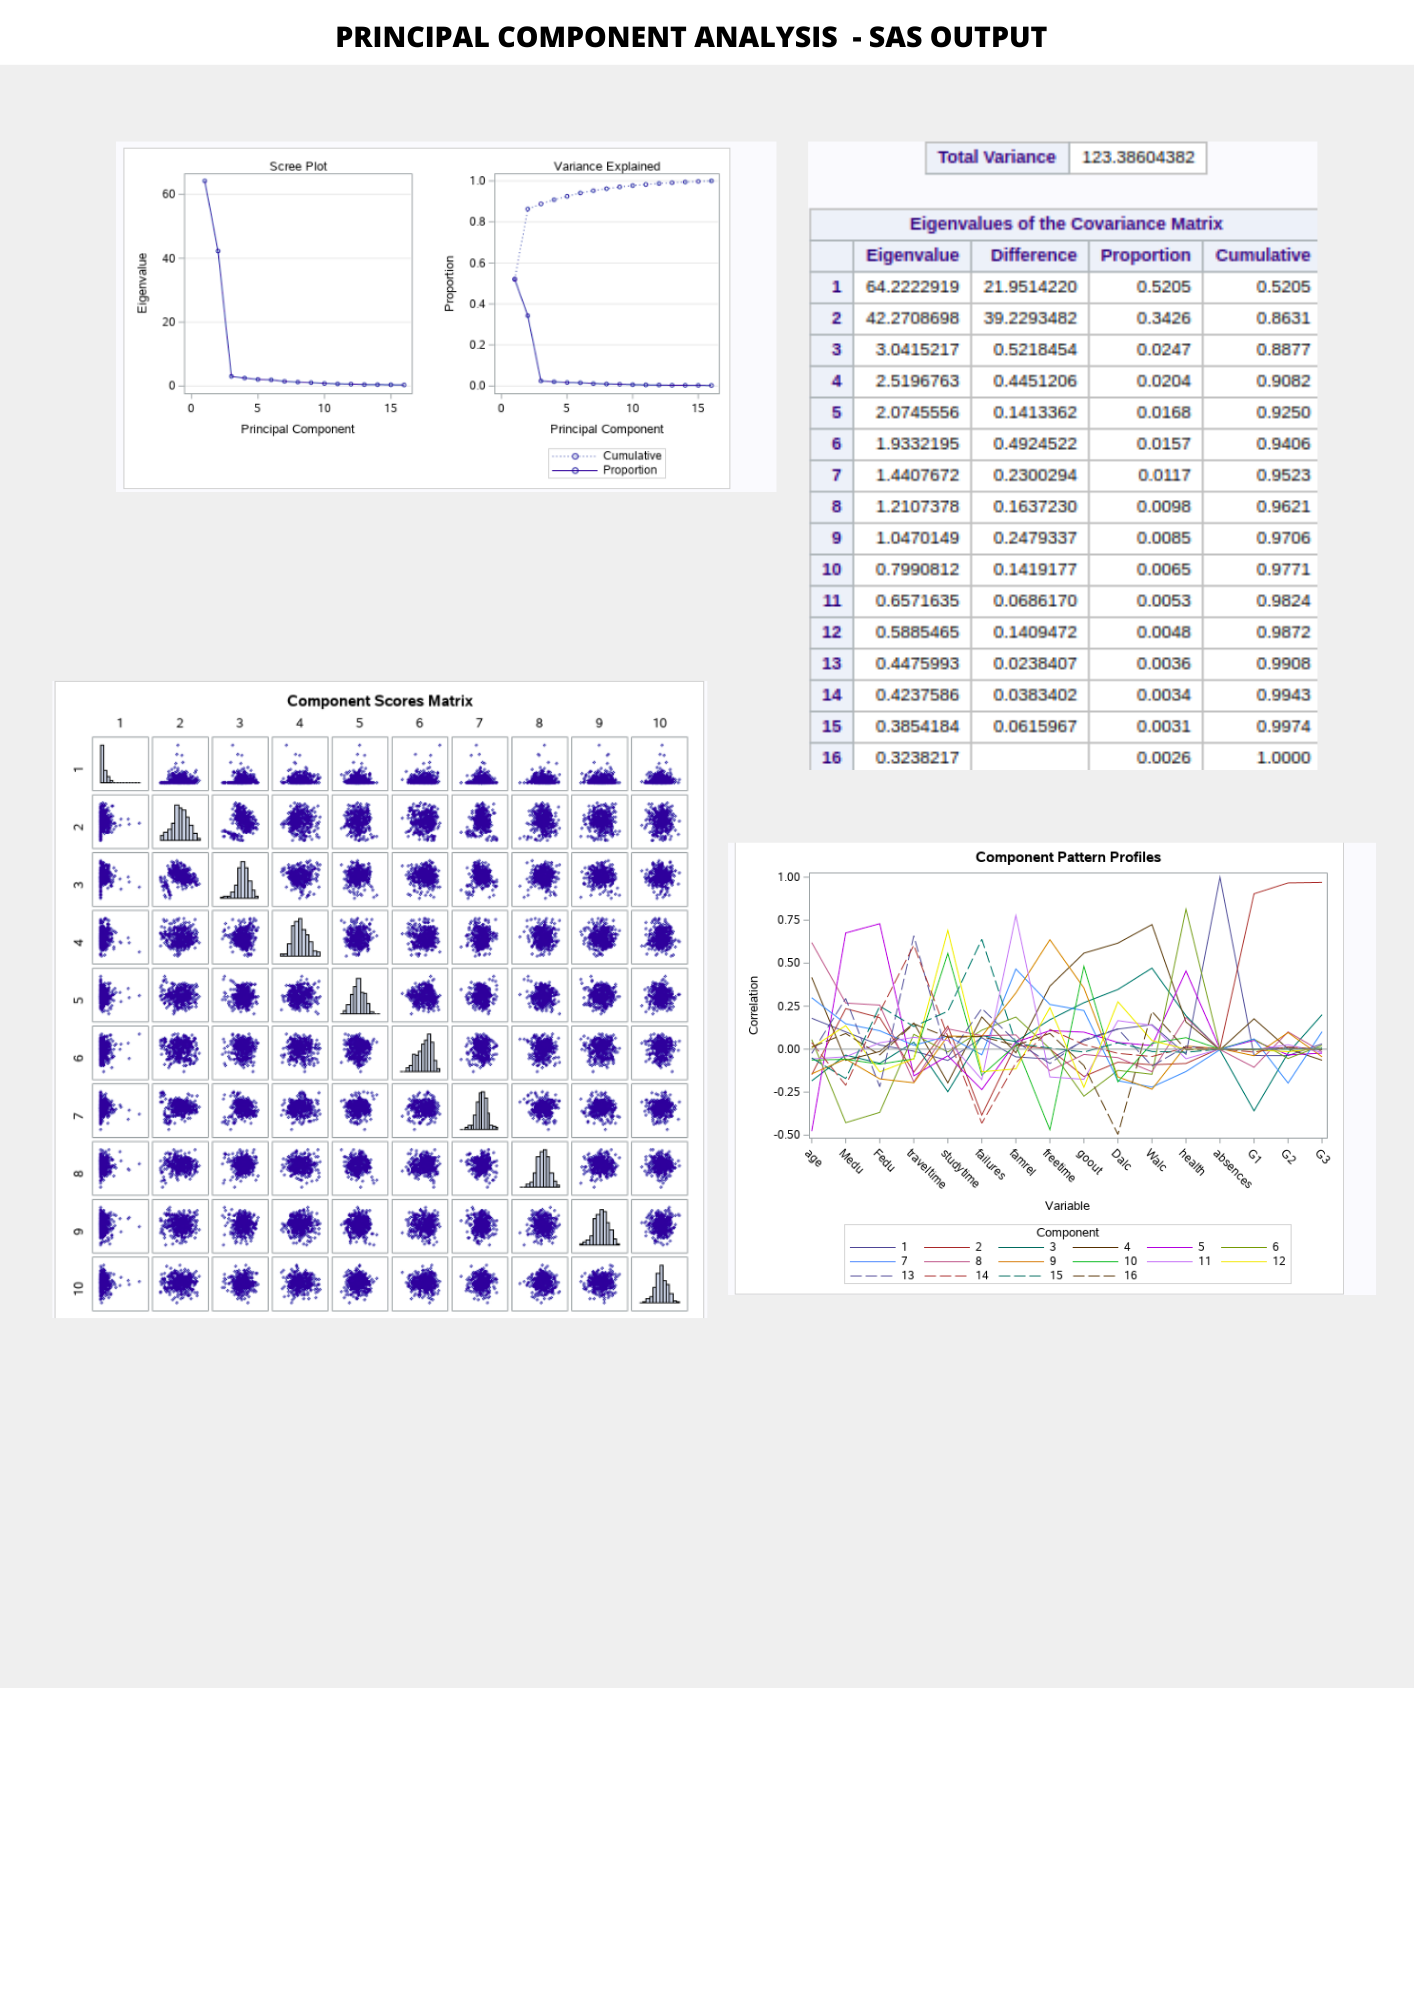 PRINCIPAL COMPONENT ANALYSIS - SAS OUTPUT
Scree Plot
60
40
20
0
0 5 10 15
Eigenvalue
Principal Component
Variance Explained
1.0
0.8
0.6
0.4
0.2
0.0
0 5 10 15
Proportion
Principal Component
Cumulative
Proportion
Total Variance 123.38604382
Eigenvalues of the Covariance Matrix
Eigenvalue Difference Proportion Cumulative
1 64.2222919 21.9514220 0.5205 0.5205
2 42.2708698 39.2293482 0.3426 0.8631
3 3.0415217 0.5218454 0.0247 0.8877
4 2.5196763 0.4451206 0.0204 0.9082
5 2.0745556 0.1413362 0.0168 0.9250
6 1.9332195 0.4924522 0.0157 0.9406
7 1.4407672 0.2300294 0.0117 0.9523
8 1.2107378 0.1637230 0.0098 0.9621
9 1.0470149 0.2479337 0.0085 0.9706
10 0.7990812 0.1419177 0.0065 0.9771
11 0.6571635 0.0686170 0.0053 0.9824
12 0.5885465 0.1409472 0.0048 0.9872
13 0.4475993 0.0238407 0.0036 0.9908
14 0.4237586 0.0383402 0.0034 0.9943
15 0.3854184 0.0615967 0.0031 0.9974
16 0.3238217 0.0026 1.0000
Component Scores Matrix
1 2 3 4 5 6 7 8 9 10
1
2
3
4
5
6
7
8
9
10
Component Pattern Profiles
1.00
0.75
0.50
0.25
0.00
-0.25
-0.50
Correlation
age Medu Fedu traveltime studytime failures famrel freetime goout Dalc Walc health absences G1 G2 G3
Variable
Component
1 2 3 4 5 6
7 8 9 10 11 12
13 14 15 16